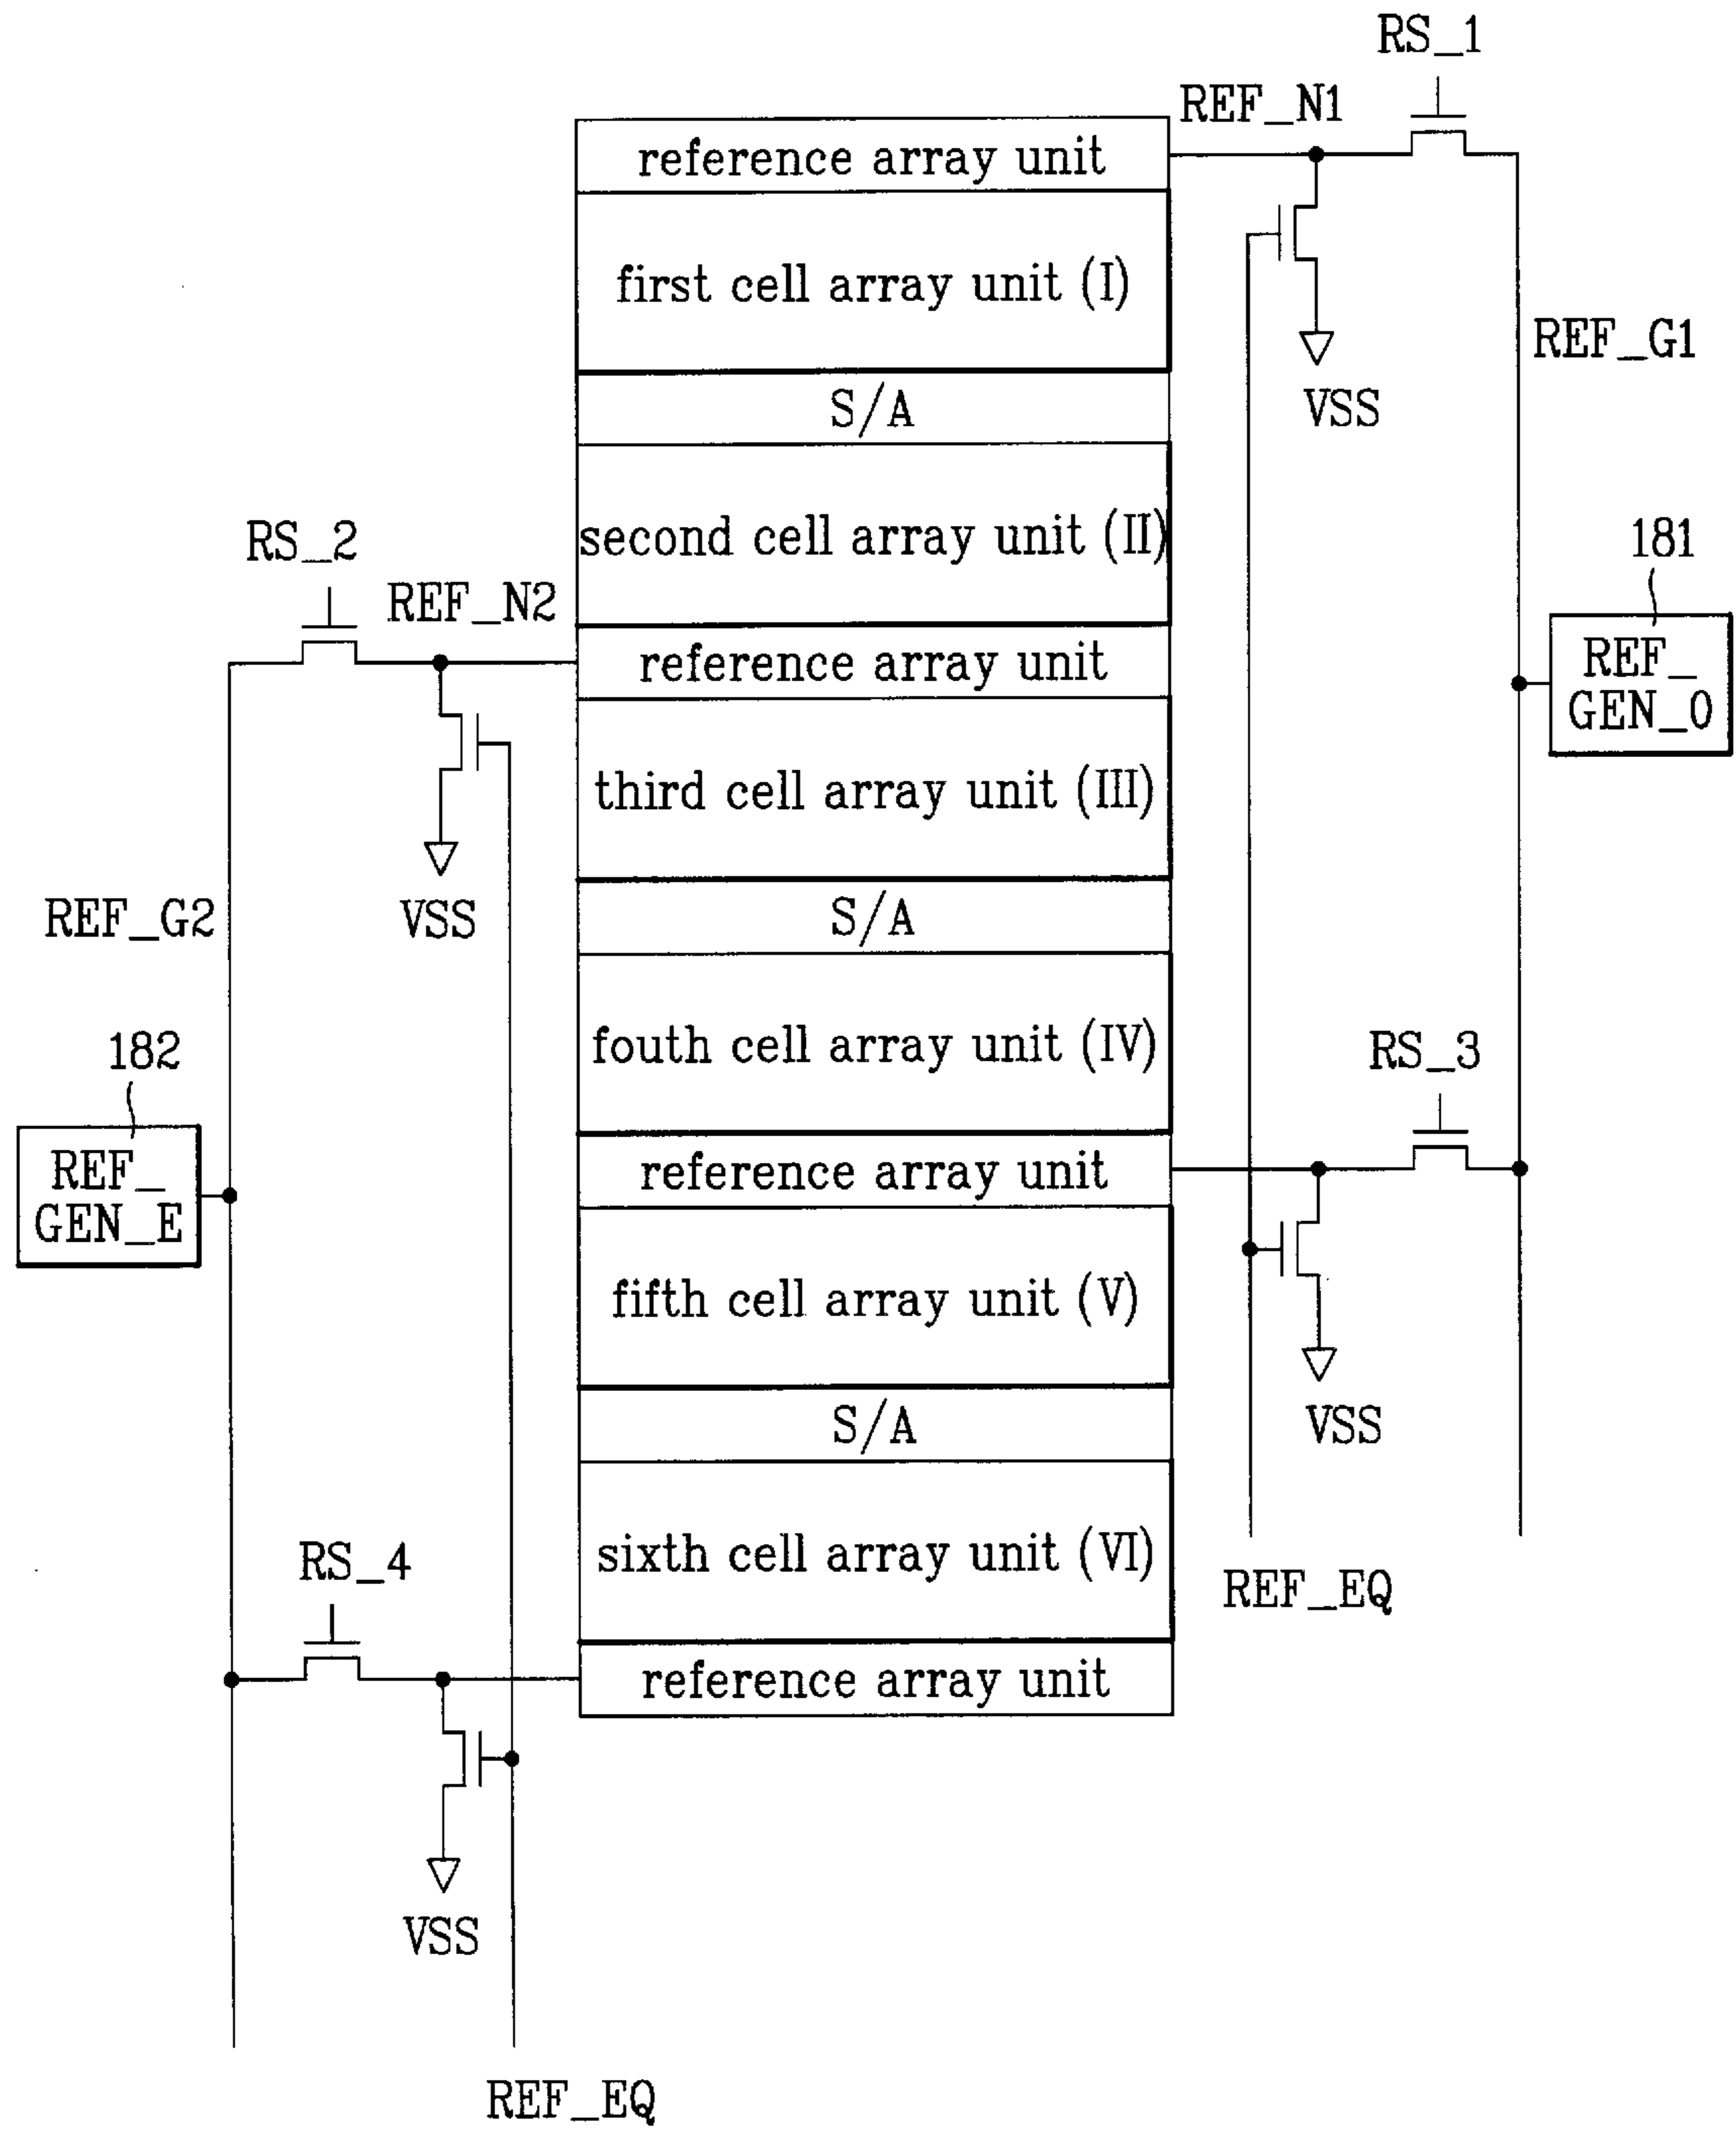 RS_1
REF_N1
reference array unit
first cell array unit (I)
REF_G1
VSS
S/A
RS_2
second cell array unit (II)
181
REF_N2
reference array unit
REF_
GEN_0
third cell array unit (III)
REF_G2
VSS
S/A
182
fouth cell array unit (IV)
RS_3
REF_
GEN_E
reference array unit
fifth cell array unit (V)
VSS
S/A
RS_4
sixth cell array unit (VI)
REF_EQ
reference array unit
VSS
REF_EQ